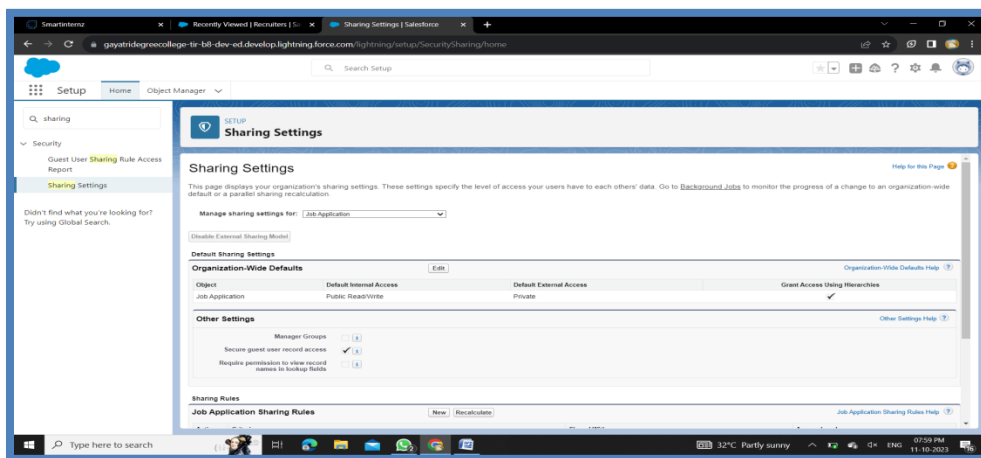 Smartinternz
Recently Viewed | Recruiters | Sa
Sharing Settings | Salesforce
gayatridegreecollege-tir-b8-dev-ed.develop.lightning.force.com/lightning/setup/SecuritySharing/home
Search Setup
Setup Home Object Manager
sharing
Security
Guest User Sharing Rule Access
Report
Sharing Settings
Didn't find what you're looking for?
Try using Global Search.
SETUP
Sharing Settings
Sharing Settings
Help for this Page
This page displays your organization's sharing settings. These settings specify the level of access your users have to each others' data. Go to Background Jobs to monitor the progress of a change to an organization-wide
default or a parallel sharing recalculation.
Manage sharing settings for: Job Application
Disable External Sharing Model
Default Sharing Settings
Organization-Wide Defaults Edit Organization-Wide Defaults Help ?
Object Default Internal Access Default External Access Grant Access Using Hierarchies
Job Application Public Read/Write Private
Other Settings Other Settings Help ?
Manager Groups
Secure guest user record access
Require permission to view record
names in lookup fields
Sharing Rules
Job Application Sharing Rules New Recalculate Job Application Sharing Rules Help ?
Type here to search
32°C Partly sunny
ENG
07:59 PM
11-10-2023